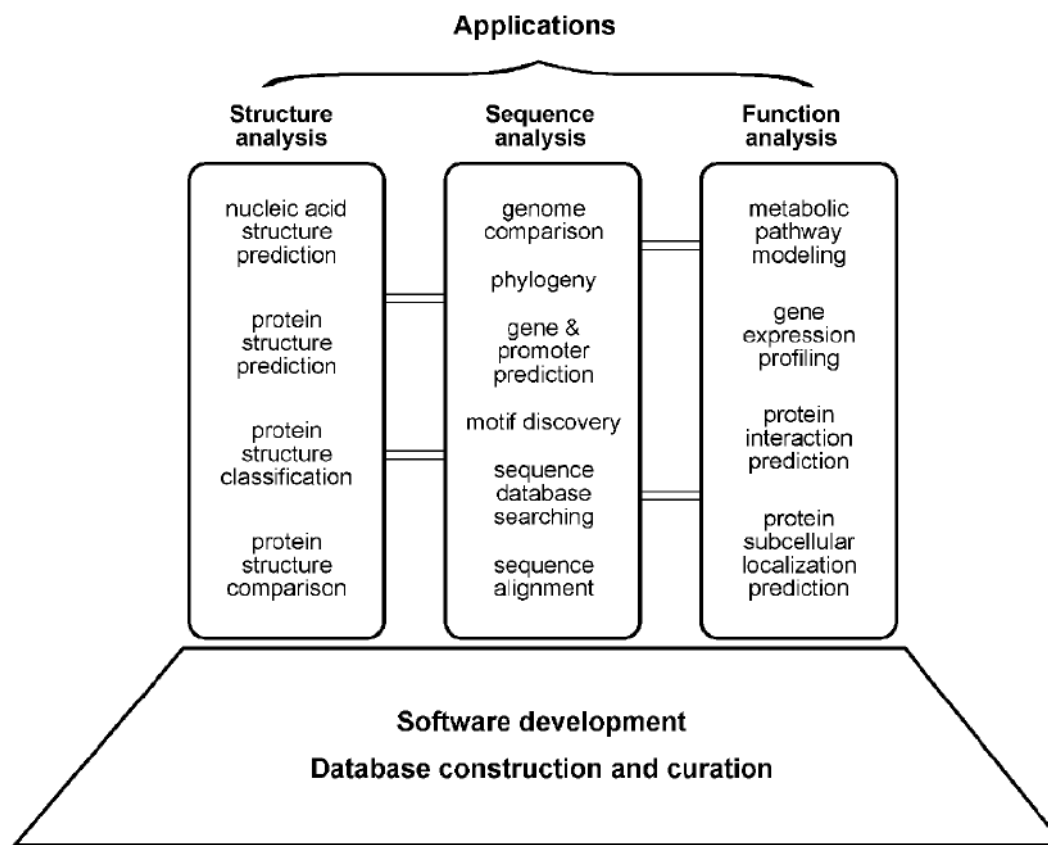 Applications
Structure
analysis
nucleic acid
structure
prediction
protein
structure
prediction
protein
structure
classification
protein
structure
comparison
Sequence
analysis
genome
comparison
phylogeny
gene &
promoter
prediction
motif discovery
sequence
database
searching
sequence
alignment
Function
analysis
metabolic
pathway
modeling
gene
expression
profiling
protein
interaction
prediction
protein
subcellular
localization
prediction
Software development
Database construction and curation